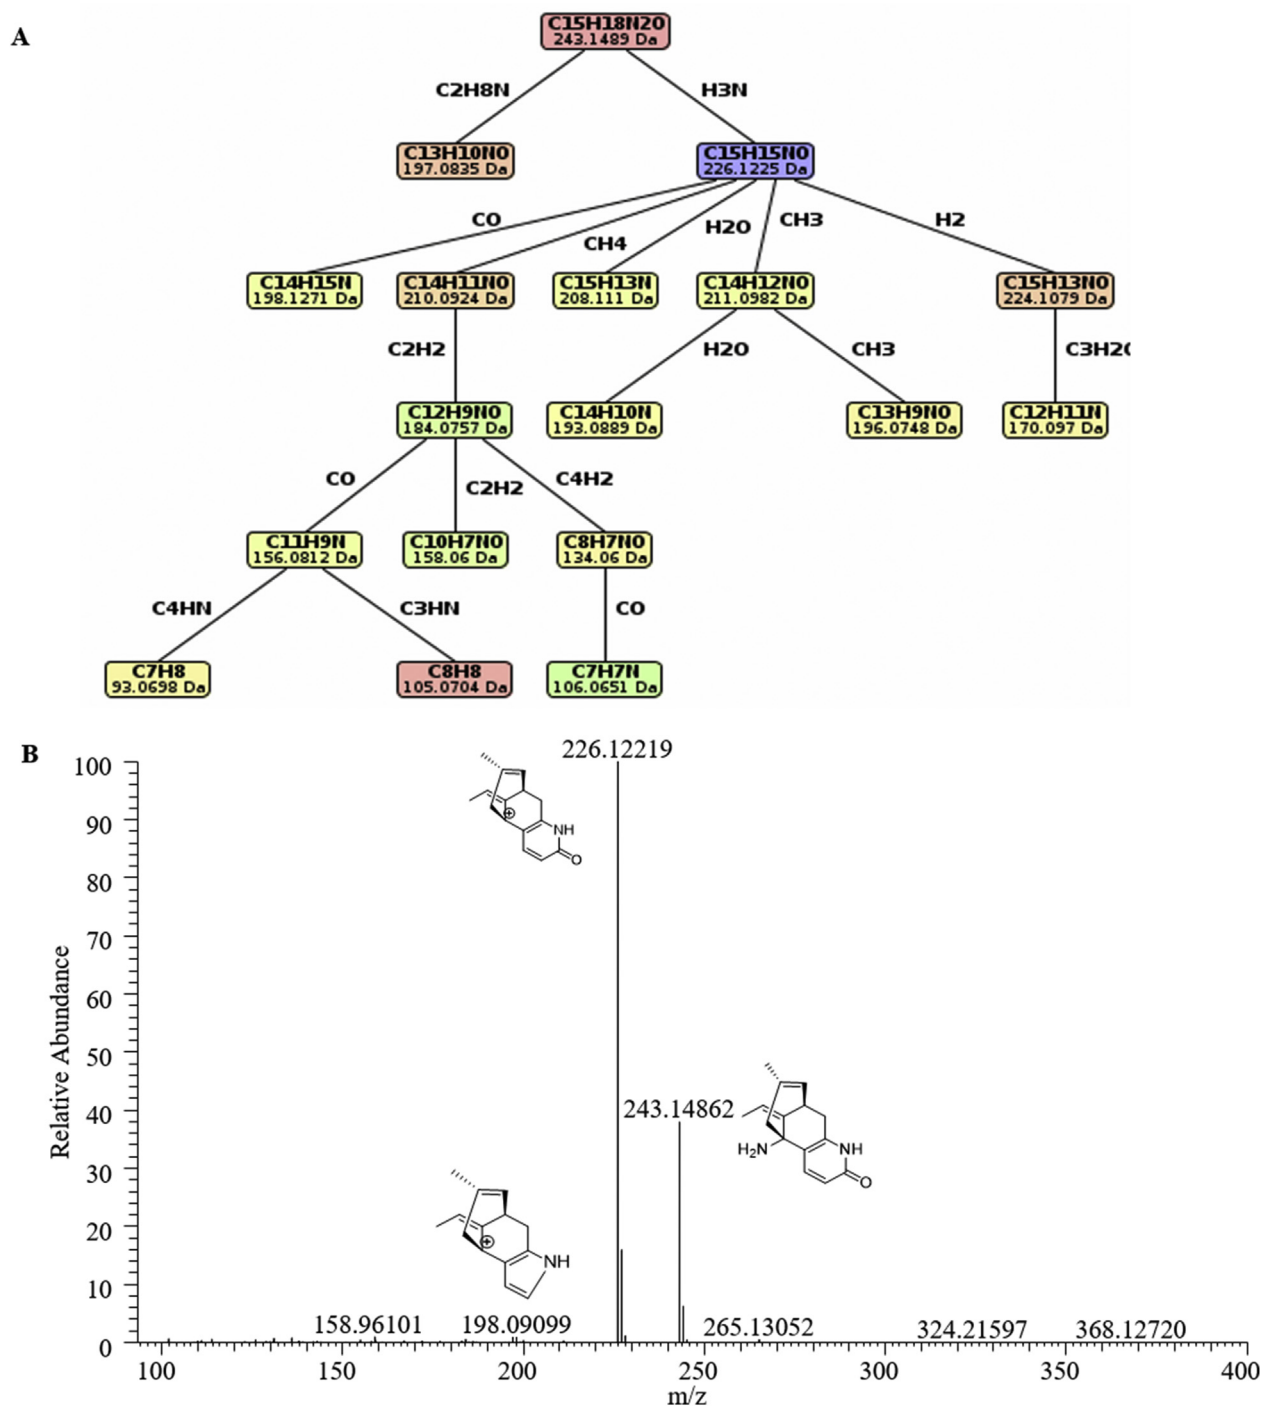 A
C15H18N2O
243.1489 Da
C2H8N
H3N
C13H10NO
197.0835 Da
C15H15NO
226.1225 Da
CO
CH4
H2O
CH3
H2
C14H15N
198.1271 Da
C14H11NO
210.0924 Da
C15H13N
208.111 Da
C14H12NO
211.0982 Da
C15H13NO
224.1079 Da
C2H2
H2O
CH3
C3H2(
C12H9NO
184.0757 Da
C14H10N
193.0889 Da
C13H9NO
196.0748 Da
C12H11N
170.097 Da
CO
C2H2
C4H2
C11H9N
156.0812 Da
C10H7NO
158.06 Da
C8H7NO
134.06 Da
C4HN
C3HN
CO
C7H8
93.0698 Da
C8H8
105.0704 Da
C7H7N
106.0651 Da
B
226.12219
100
90
80
70
60
50
40
30
20
10
0
Relative Abundance
⊕
NH
O
243.14862
H2N
NH
O
⊕
NH
158.96101
198.09099
265.13052
324.21597
368.12720
100
150
200
250
300
350
400
m/z